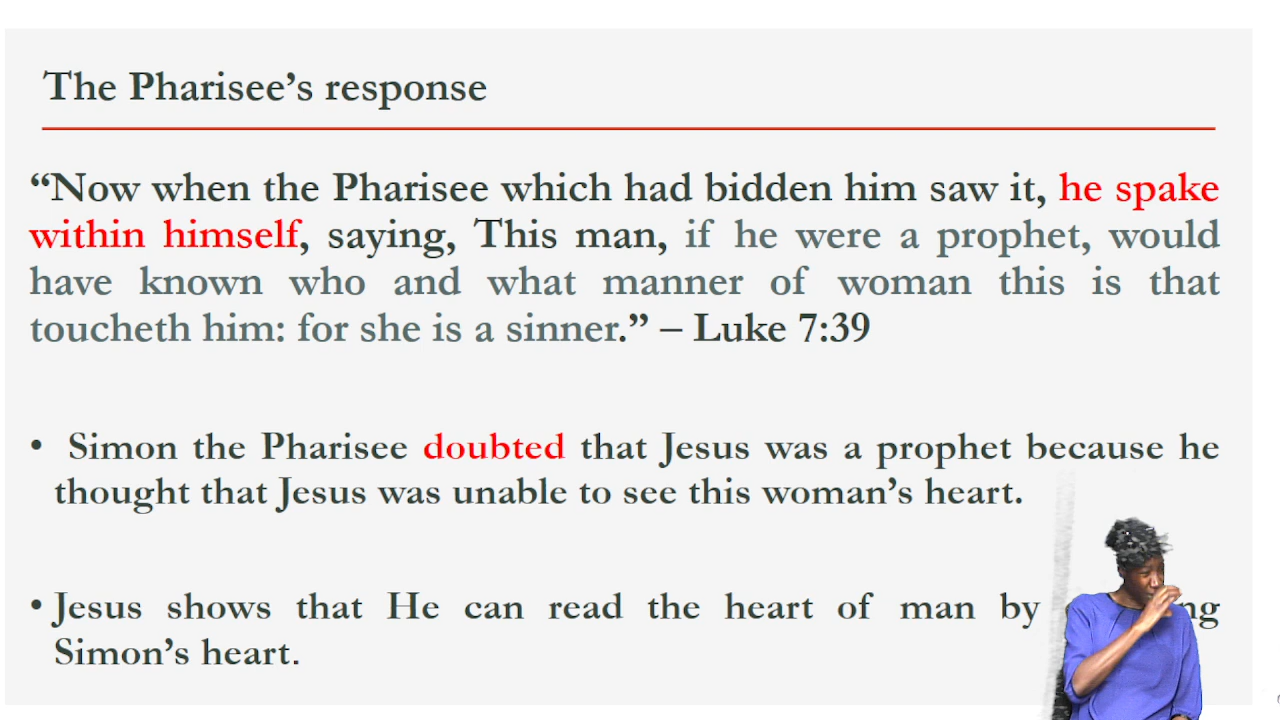 The Pharisee’s response
“Now when the Pharisee which had bidden him saw it, he spake
within himself, saying, This man, if he were a prophet, would
have known who and what manner of woman this is that
toucheth him: for she is a sinner.” – Luke 7:39
• Simon the Pharisee doubted that Jesus was a prophet because he
thought that Jesus was unable to see this woman’s heart.
• Jesus shows that He can read the heart of man by
Simon’s heart.